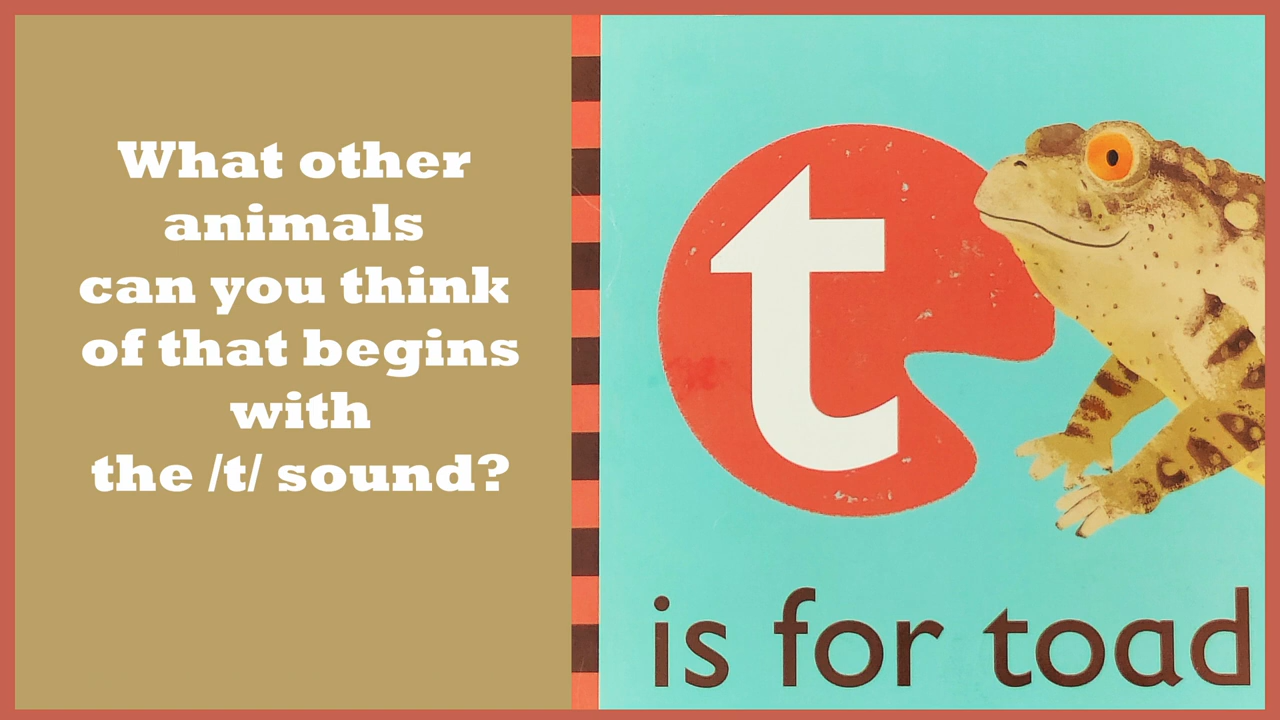 What other
animals
can you think
of that begins
with
the /t/ sound?
t
is for toad